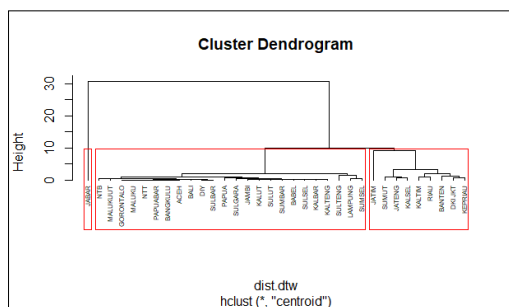 Cluster Dendrogram
Height
0 10 20 30
JABAR
NTB
MALUKUUT
GORONTALO
MALUKU
NTT
PAPUABAR
BANGKULU
ACEH
BALI
DIY
SULBAR
PAPUA
SULGARA
JAMBI
KALUT
SULUT
SUMBAR
BABEL
SULSEL
KALBAR
KALTENG
SULTENG
LAMPUNG
SUMSEL
JATIM
SUMUT
JATENG
KALSEL
KALTIM
RIAU
BANTEN
DKI JKT
KEPRIAU
dist.dtw
hclust (*, "centroid")